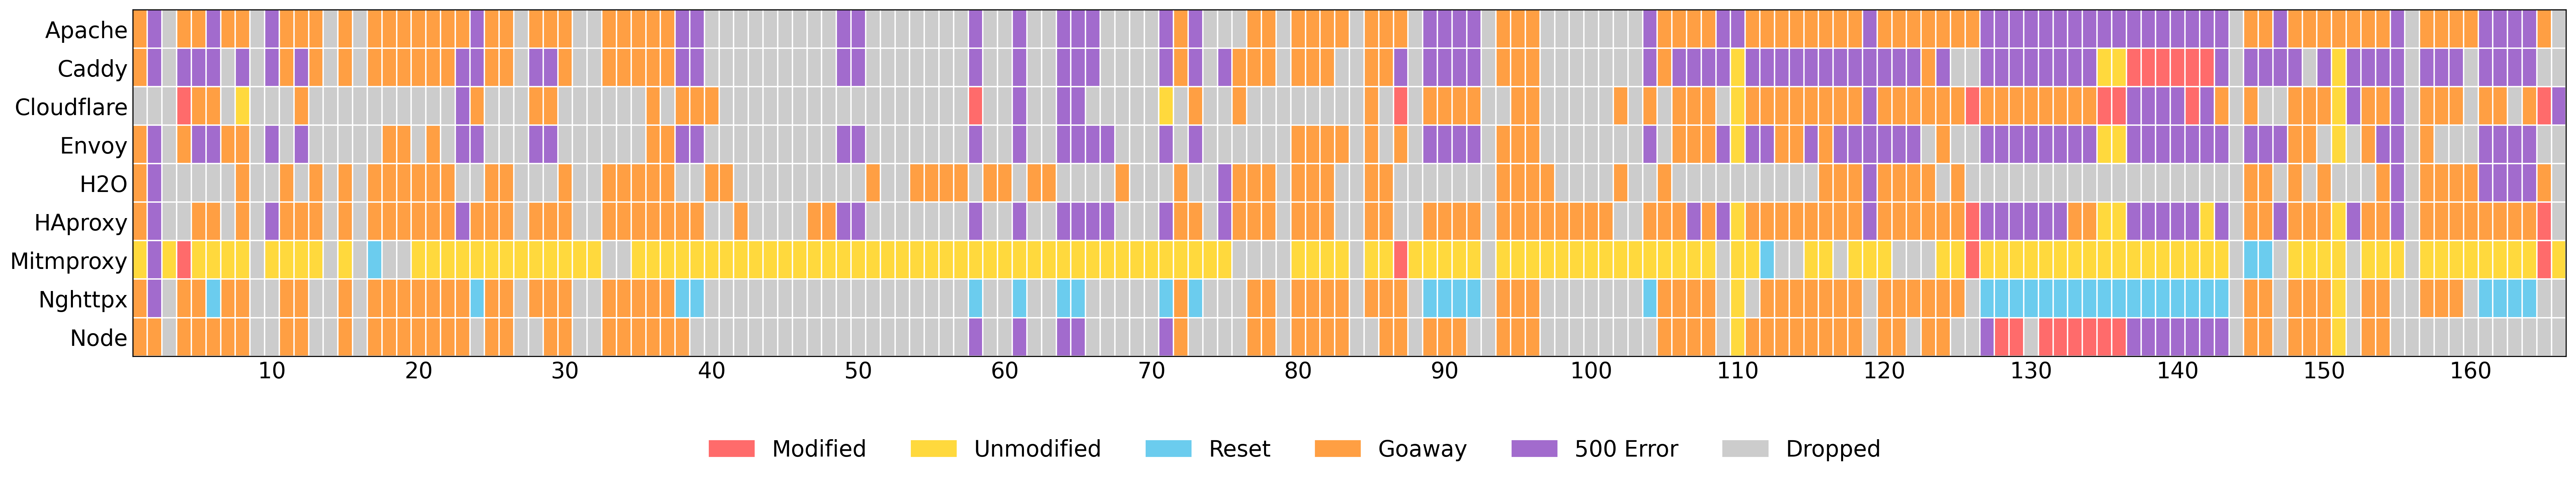 Apache
Caddy
Cloudflare
Envoy
H2O
HAproxy
Mitmproxy
Nghttpx
Node
10 20 30 40 50 60 70 80 90 100 110 120 130 140 150 160
Modified Unmodified Reset Goaway 500 Error Dropped